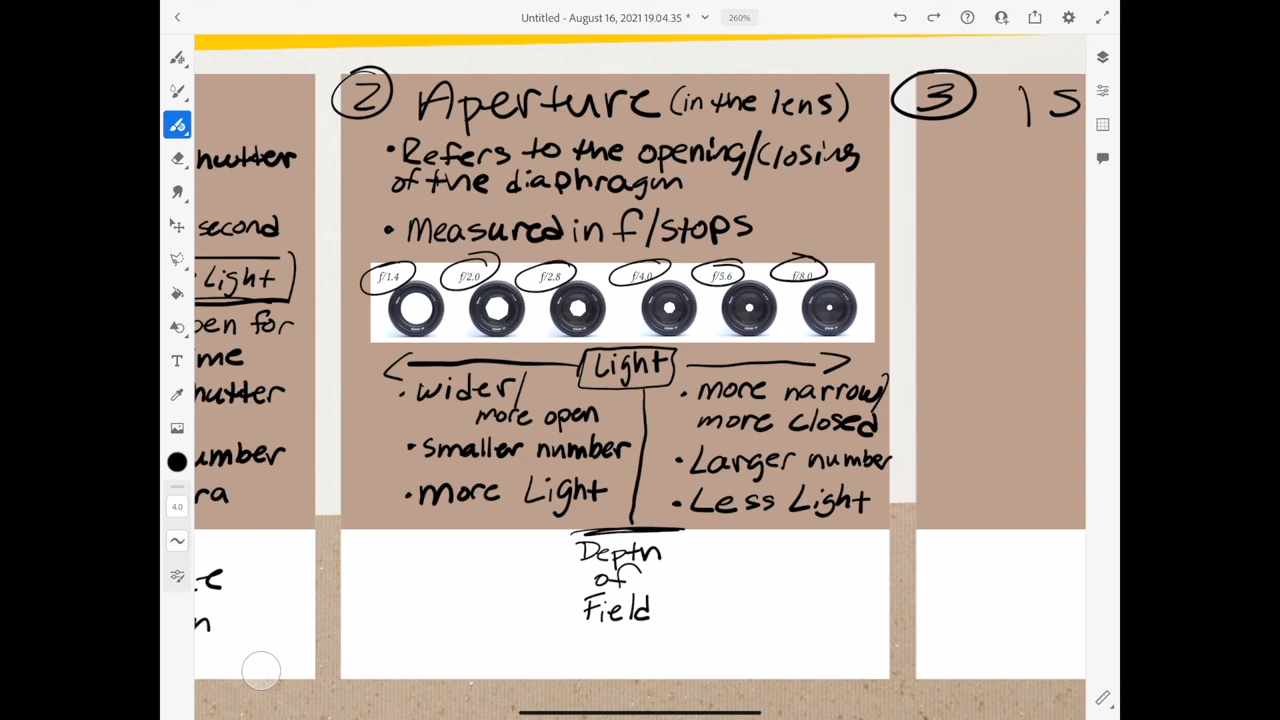 Untitled - August 16, 2021 19.04.35 *
260%
hutter
second
Light
pen for
me
hutter
umber
ra
n
② Aperture (in the lens)
• Refers to the opening/closing
of the diaphragm
• Measured in f/stops
f/1.4 f/2.0 f/2.8 f/4.0 f/5.6 f/8.0
Light
• wider/
more open
• smaller number
• more Light
• more narrow/
more closed
• Larger number
• Less Light
Depth
of
Field
③ IS
4.0